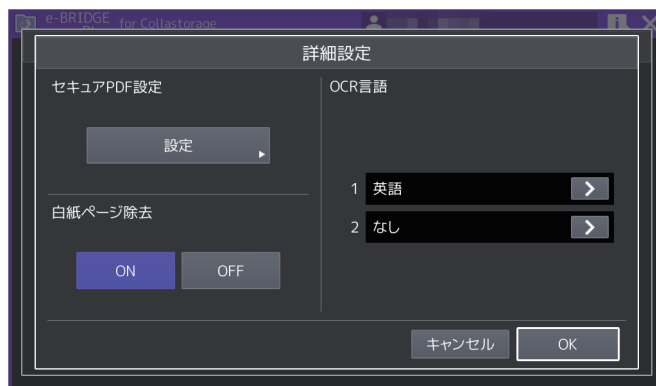 e-BRIDGE
for Collastorage
詳細設定
セキュアPDF設定
設定
白紙ページ除去
ON
OFF
OCR言語
1 英語
2 なし
キャンセル
OK